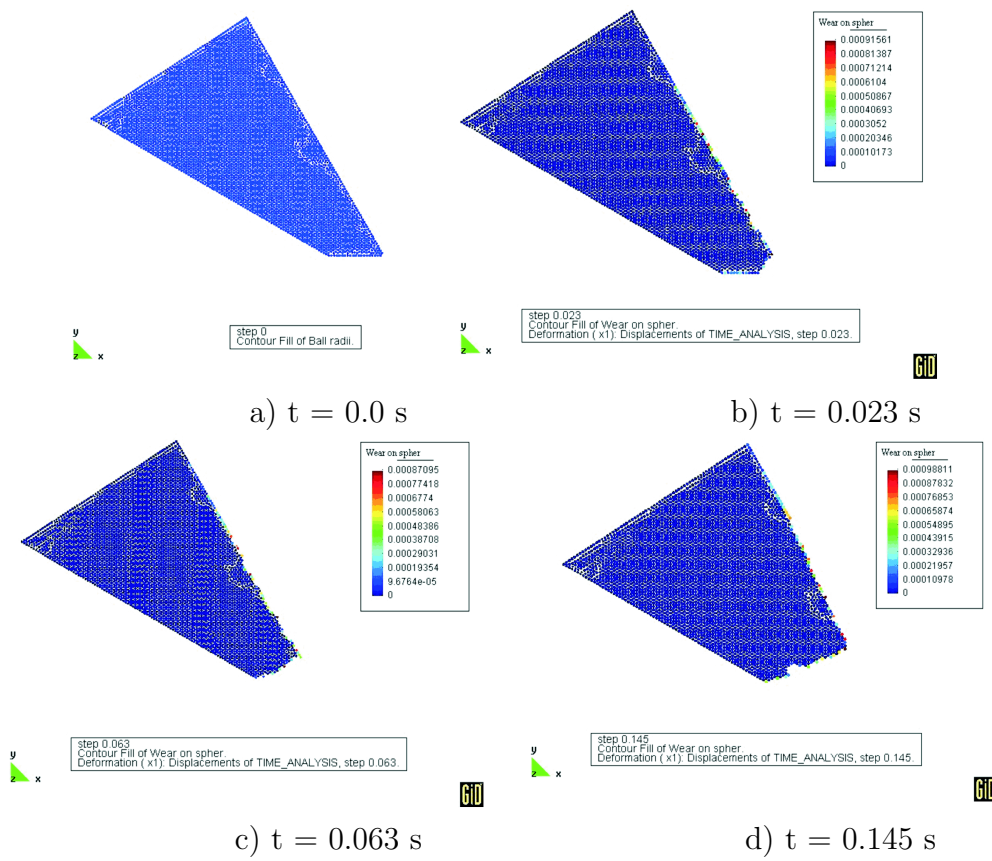 y
z x
step 0
Contour Fill of Ball radii.
a) t = 0.0 s
Wear on spher
0.00091561
0.00081387
0.00071214
0.0006104
0.00050867
0.00040693
0.0003052
0.00020346
0.00010173
0
y
z x
step 0.023
Contour Fill of Wear on spher.
Deformation ( x1): Displacements of TIME_ANALYSIS, step 0.023.
GiD
b) t = 0.023 s
Wear on spher
0.00087095
0.00077418
0.0006774
0.00058063
0.00048386
0.00038708
0.00029031
0.00019354
9.6764e-05
0
y
z x
step 0.063
Contour Fill of Wear on spher.
Deformation ( x1): Displacements of TIME_ANALYSIS, step 0.063.
GiD
c) t = 0.063 s
Wear on spher
0.00098811
0.00087832
0.00076853
0.00065874
0.00054895
0.00043915
0.00032936
0.00021957
0.00010978
0
y
z x
step 0.145
Contour Fill of Wear on spher.
Deformation ( x1): Displacements of TIME_ANALYSIS, step 0.145.
GiD
d) t = 0.145 s